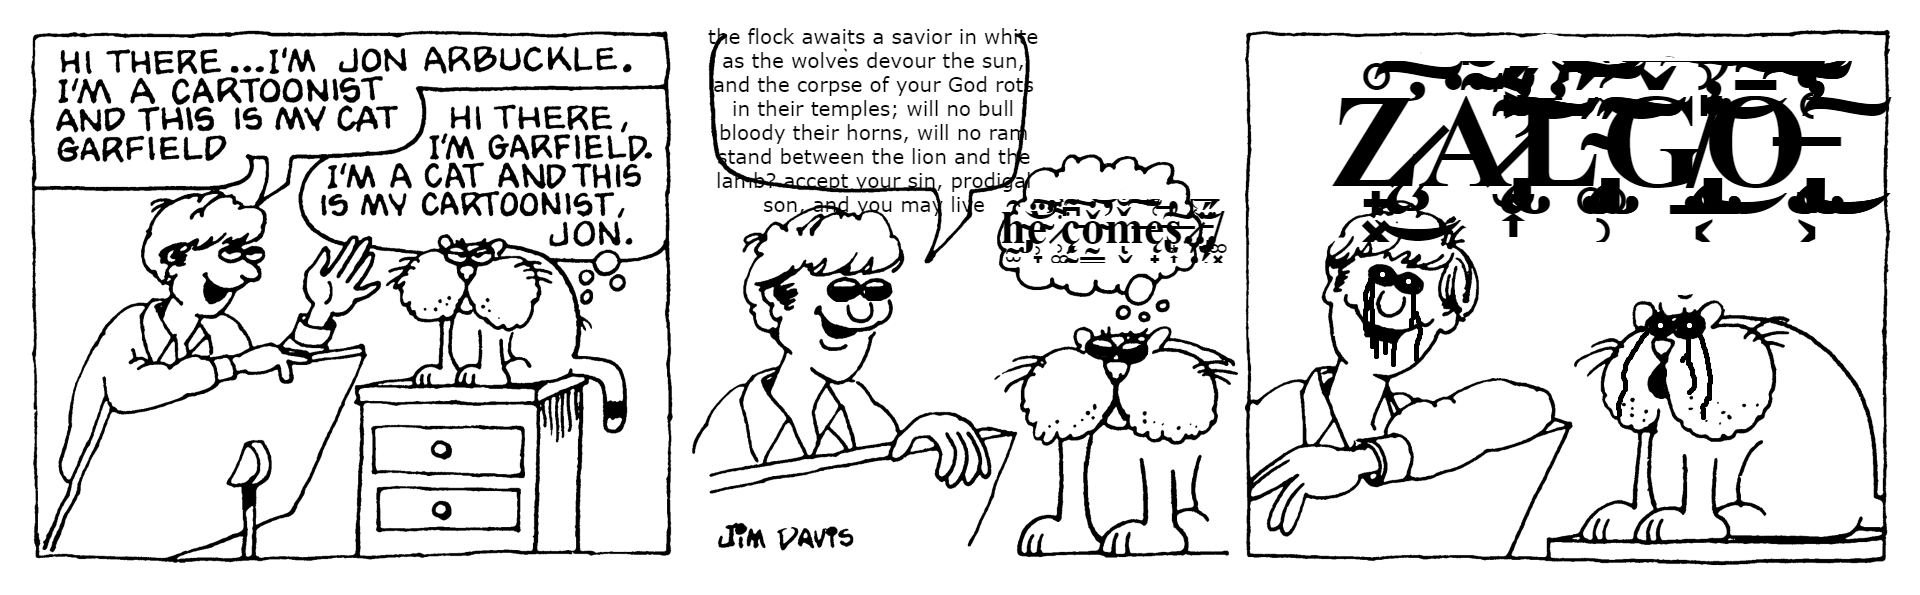 HI THERE...I'M JON ARBUCKLE.
I'M A CARTOONIST
AND THIS IS MY CAT
GARFIELD
HI THERE,
I'M GARFIELD.
I'M A CAT AND THIS
IS MY CARTOONIST,
JON.
the flock awaits a savior in white
as the wolves devour the sun,
and the corpse of your God rots
in their temples; will no bull
bloody their horns, will no ram
stand between the lion and the
lamb? accept your sin, prodigal
son, and you may live
he comes.
JIM DAVIS
ZALGO